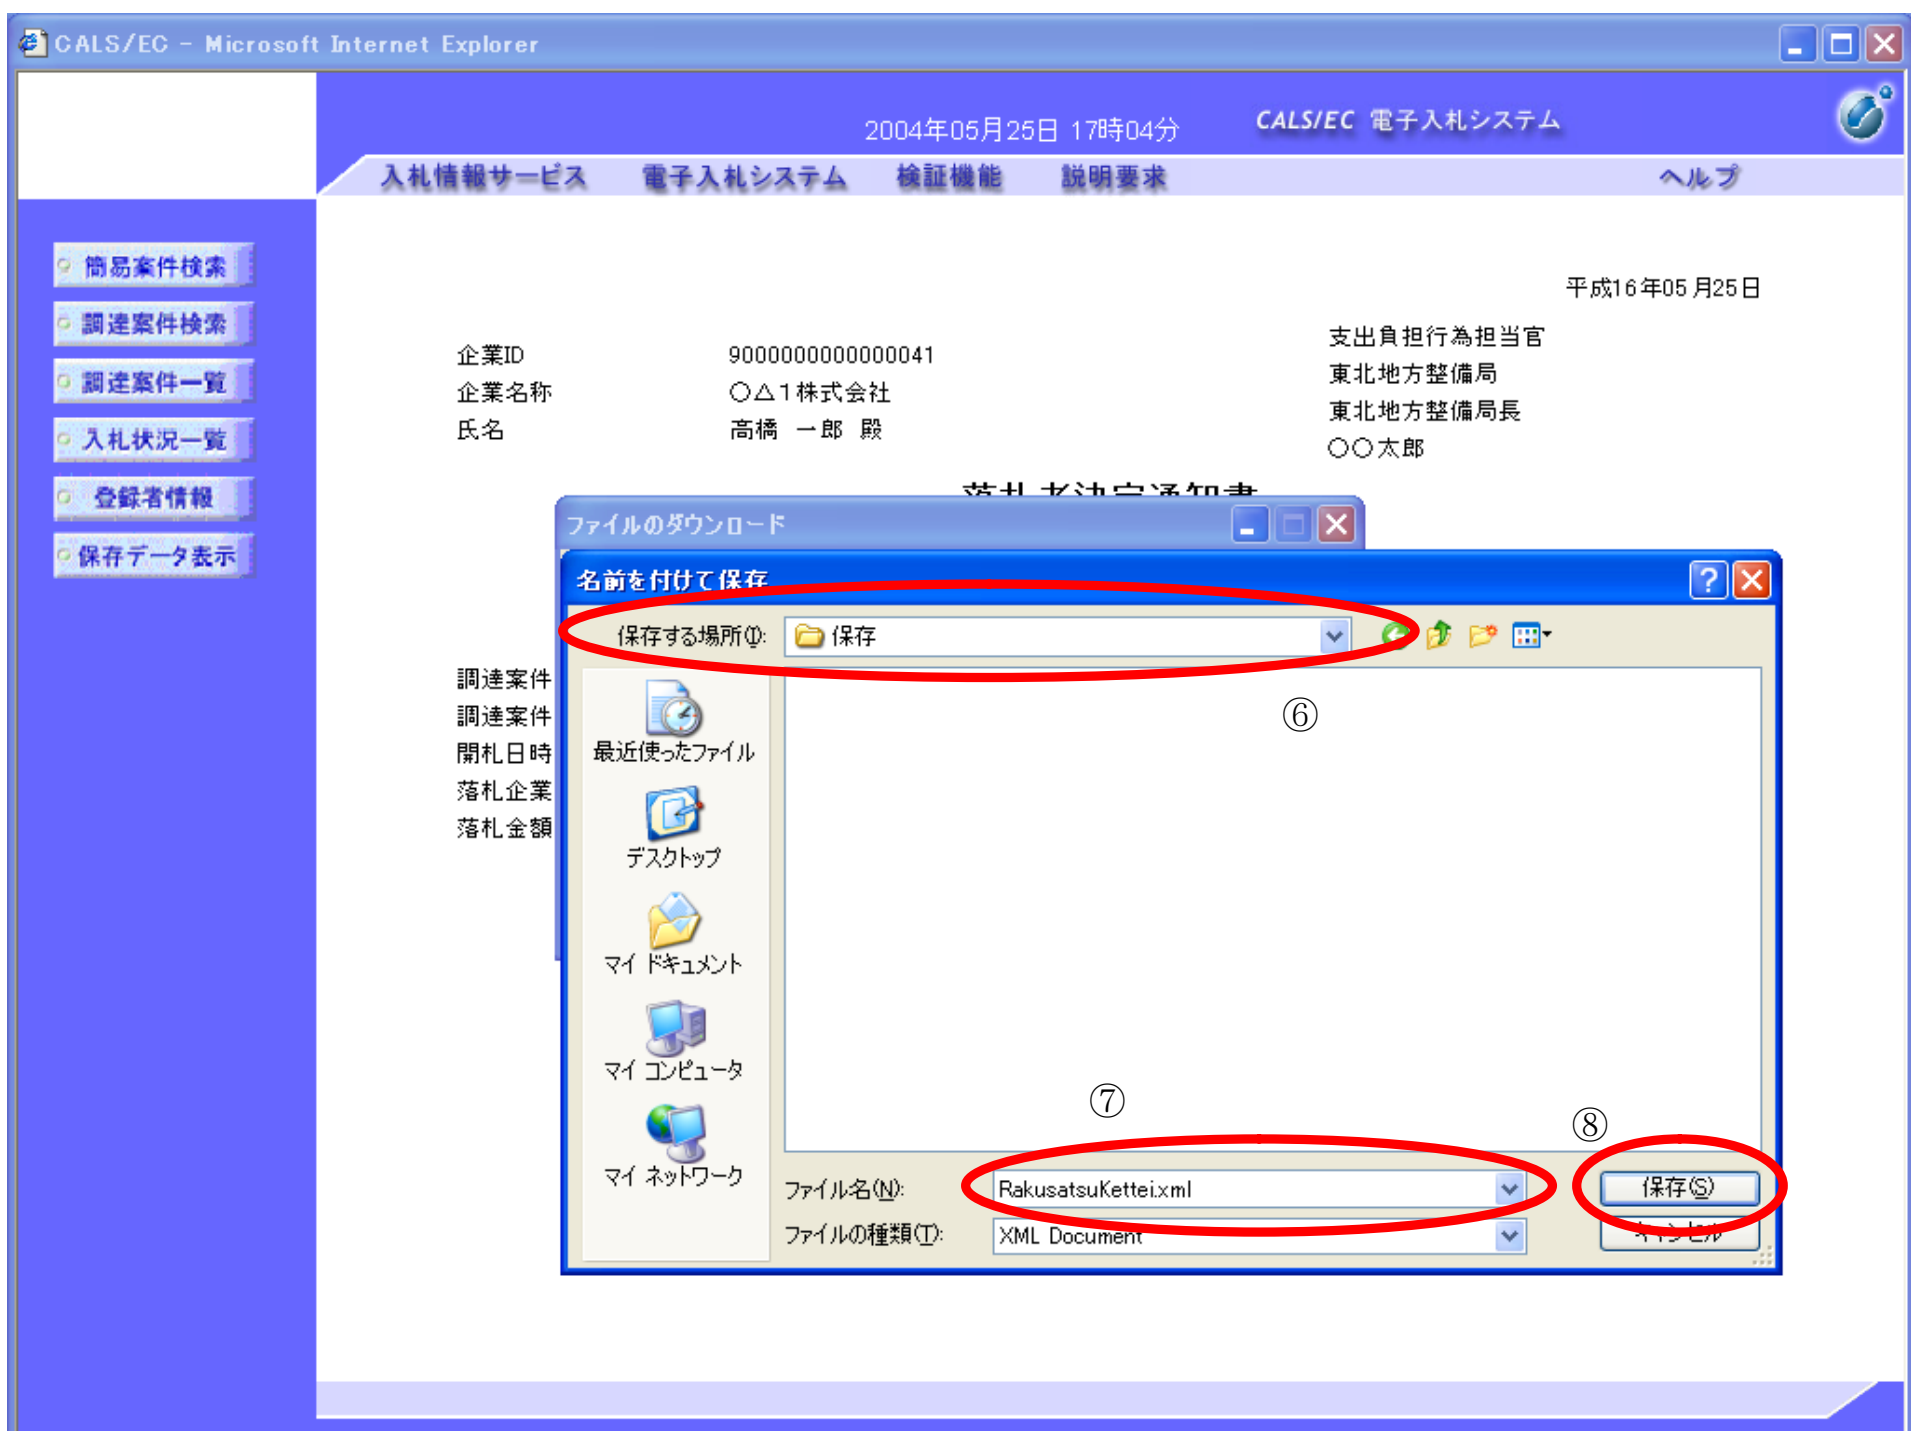 CALS/EC - Microsoft Internet Explorer
2004年05月25日 17時04分
CALS/EC 電子入札システム
入札情報サービス 電子入札システム 検証機能 説明要求 ヘルプ
簡易案件検索
調達案件検索
調達案件一覧
入札状況一覧
登録者情報
保存データ表示
平成16年05月25日
支出負担行為担当官
東北地方整備局
東北地方整備局長
○○太郎
企業ID 9000000000000041
企業名称 ○△1株式会社
氏名 高橋 一郎 殿
落札者決定通知書
調達案件
調達案件
開札日時
落札企業
落札金額
ファイルのダウンロード
名前を付けて保存
保存する場所(I): 保存
⑥
最近使ったファイル
デスクトップ
マイ ドキュメント
マイ コンピュータ
マイ ネットワーク
⑦
⑧
ファイル名(N): RakusatsuKettei.xml 保存(S)
ファイルの種類(T): XML Document キャンセル